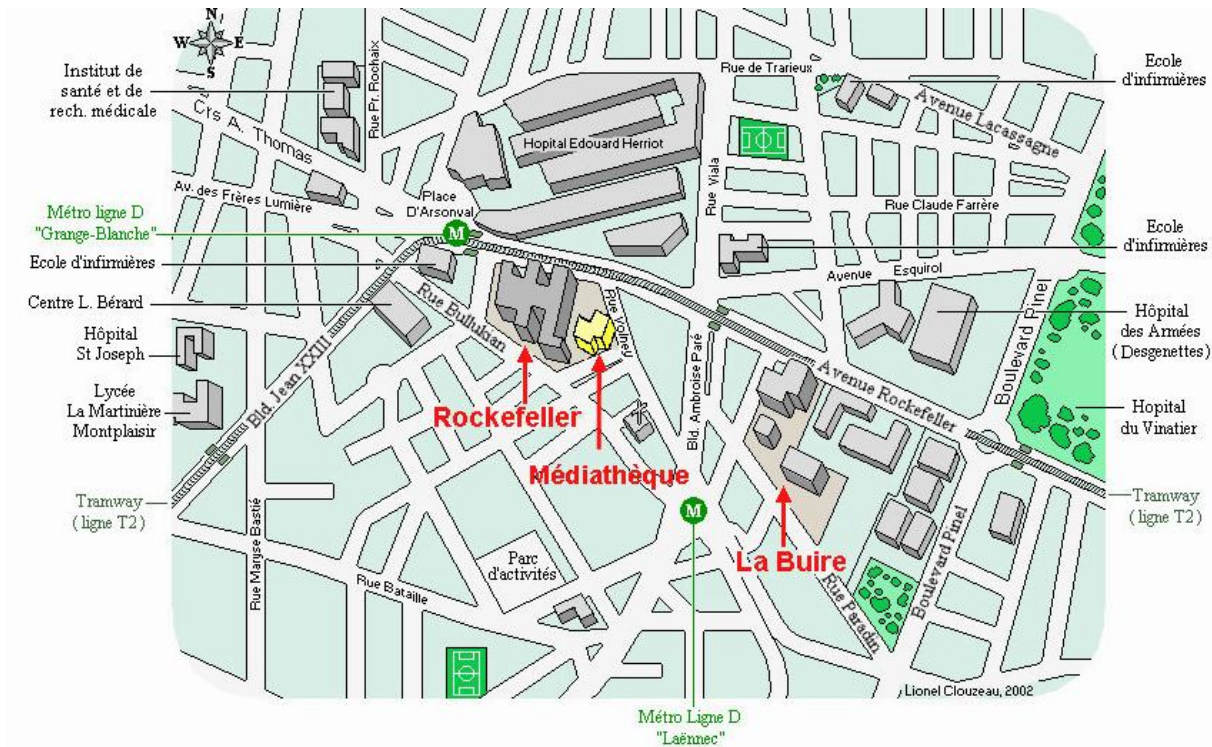 N
W E
S
Institut de
santé et de
rech. médicale
Crs A. Thomas
Rue Pr. Rochaix
Av. des Frères Lumière
Place
D'Arsonval
Hopital Edouard Herriot
Rue de Trarieux
Ecole
d'infirmières
Avenue Lacassagne
Rue Viala
Rue Claude Farrère
Métro ligne D
"Grange-Blanche"
M
Ecole d'infirmières
Ecole
d'infirmières
Avenue Esquirol
Centre L. Bérard
Rue Bullukian
Rue Volney
Boulevard Pinel
Hôpital
des Armées
(Desgenettes)
Hôpital
St Joseph
Bld. Jean XXIII
Bld. Ambroise Paré
Avenue Rockefeller
Lycée
La Martinière
Montplaisir
Rockefeller
Médiathèque
Hopital
du Vinatier
Tramway
(ligne T2)
M
Tramway
(ligne T2)
La Buire
Parc
d'activités
Rue Maryse Bastié
Rue Bataille
Rue Paradin
Boulevard Pinel
Lionel Clouzeau, 2002
Métro Ligne D
"Laënnec"